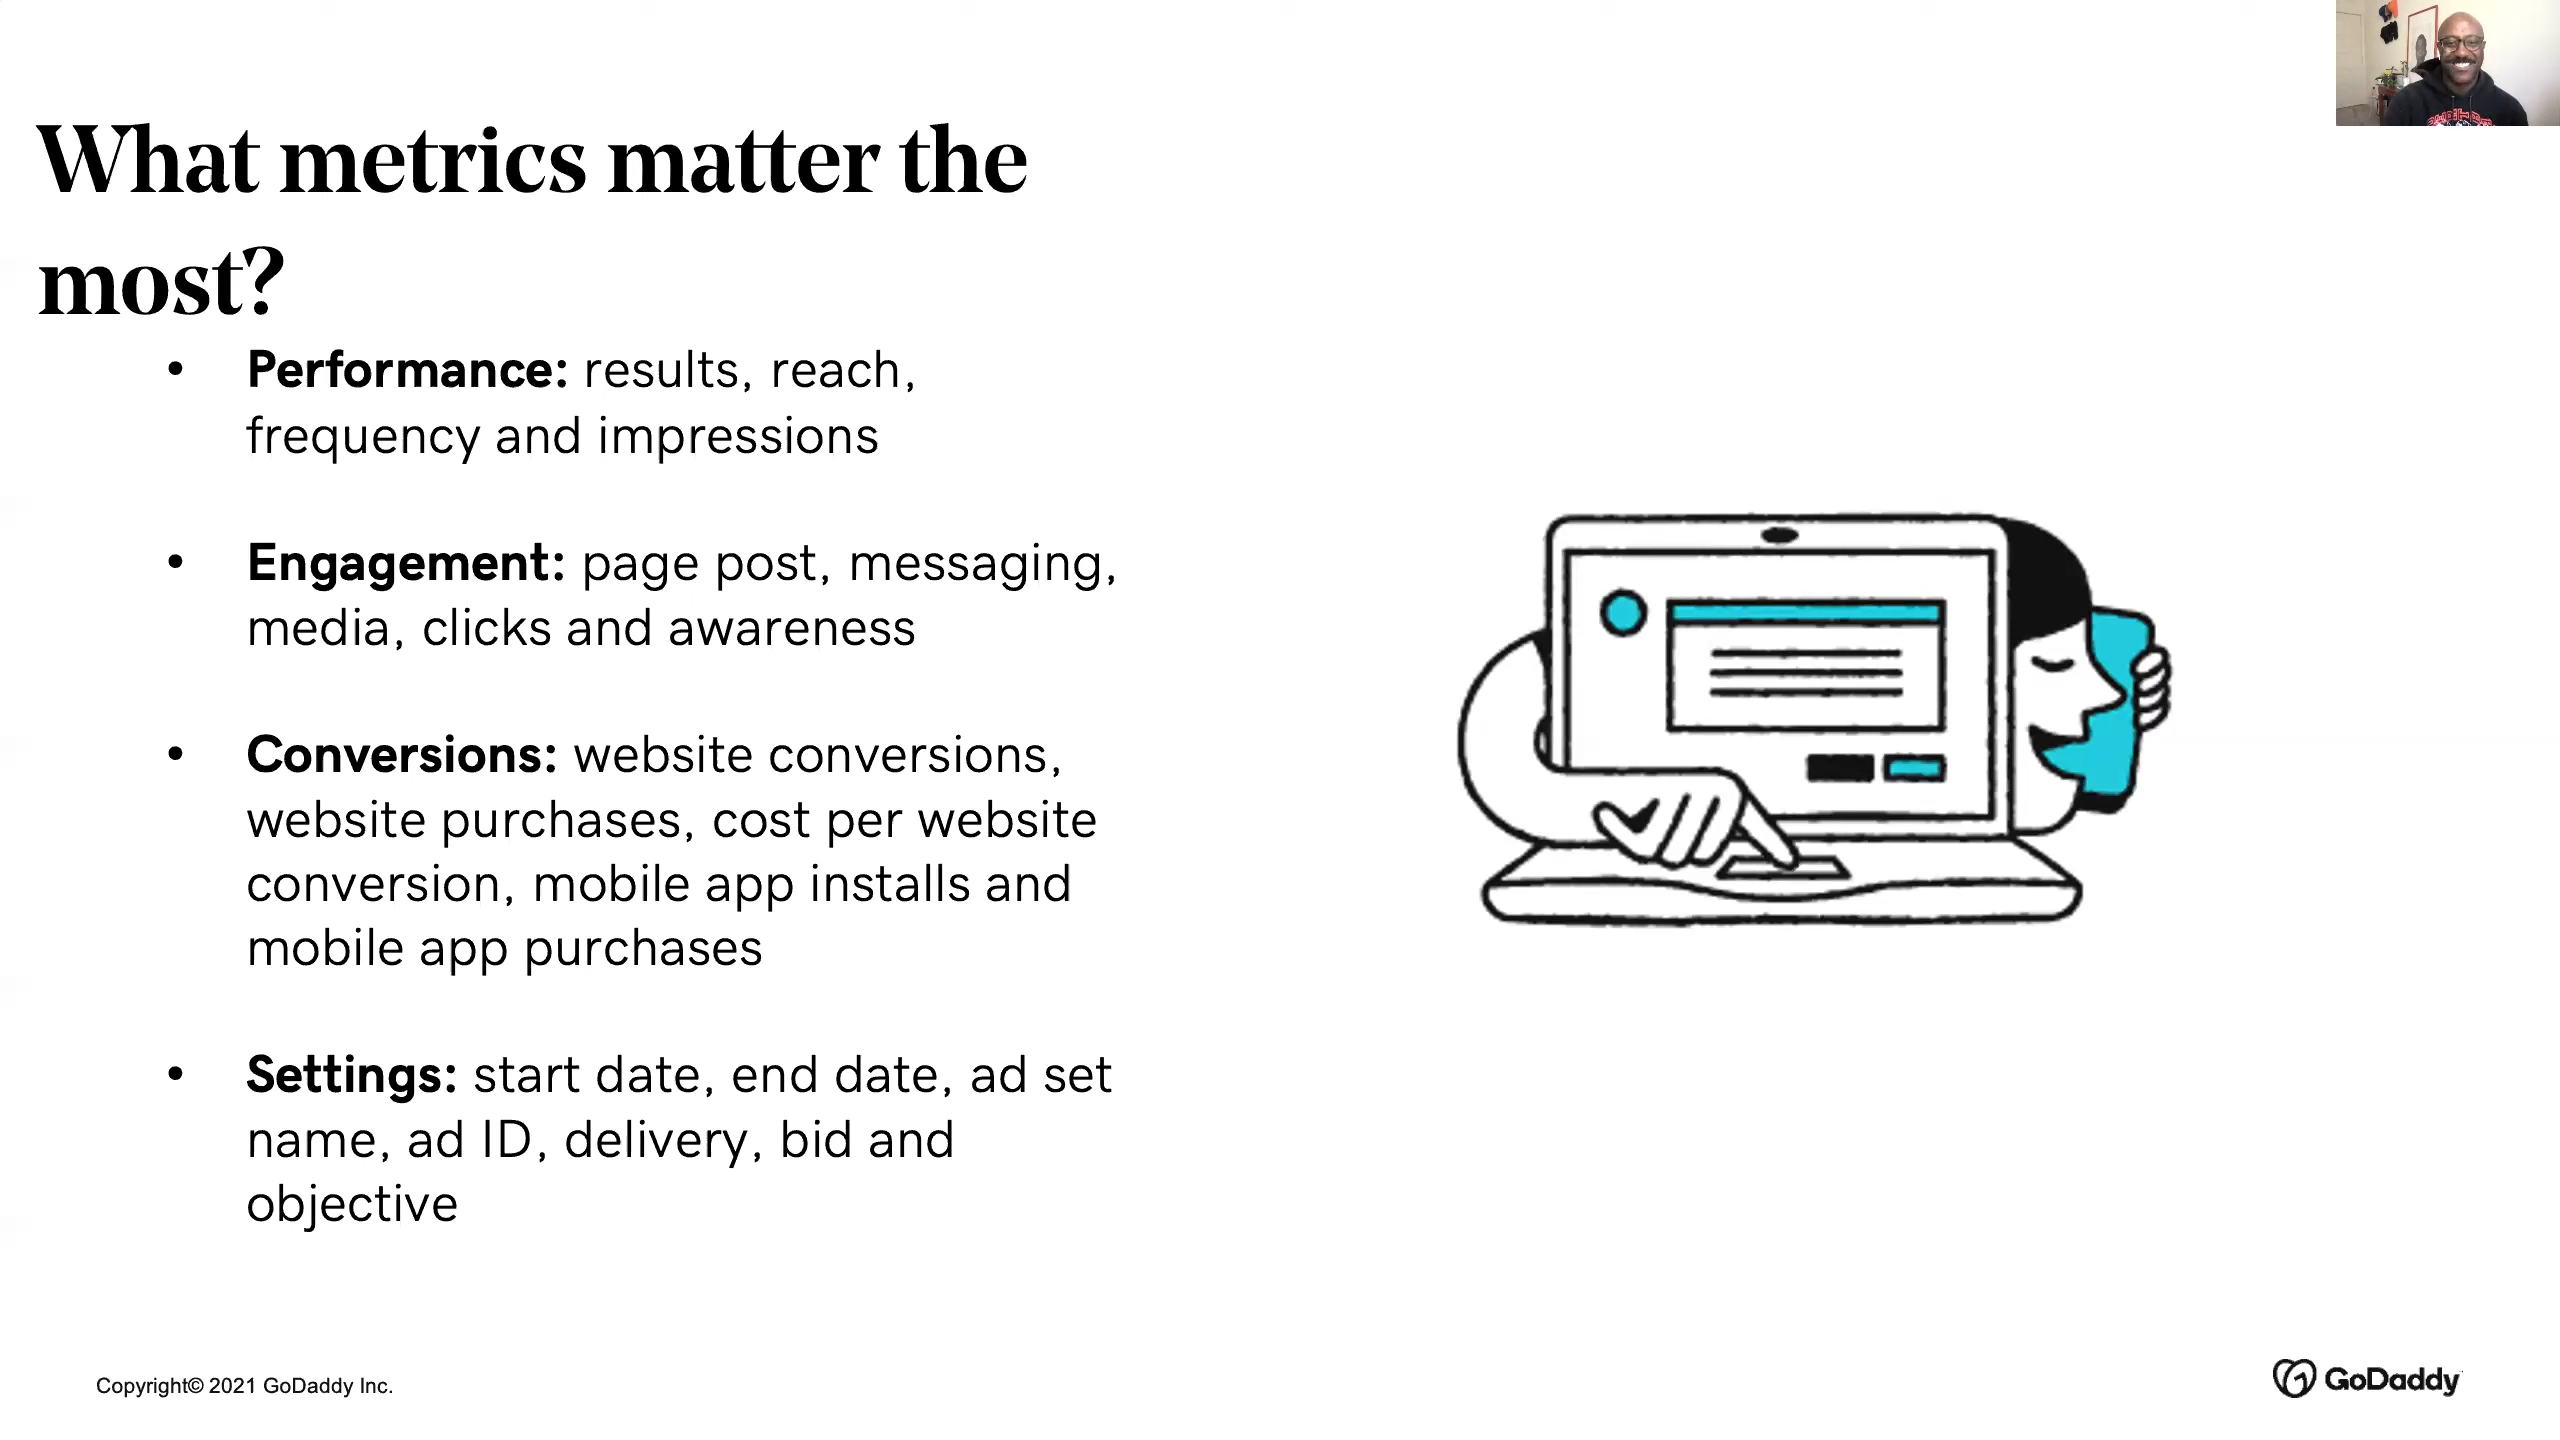 What metrics matter the
most?
• Performance: results, reach,
frequency and impressions
• Engagement: page post, messaging,
media, clicks and awareness
• Conversions: website conversions,
website purchases, cost per website
conversion, mobile app installs and
mobile app purchases
• Settings: start date, end date, ad set
name, ad ID, delivery, bid and
objective
Copyright© 2021 GoDaddy Inc.
GoDaddy